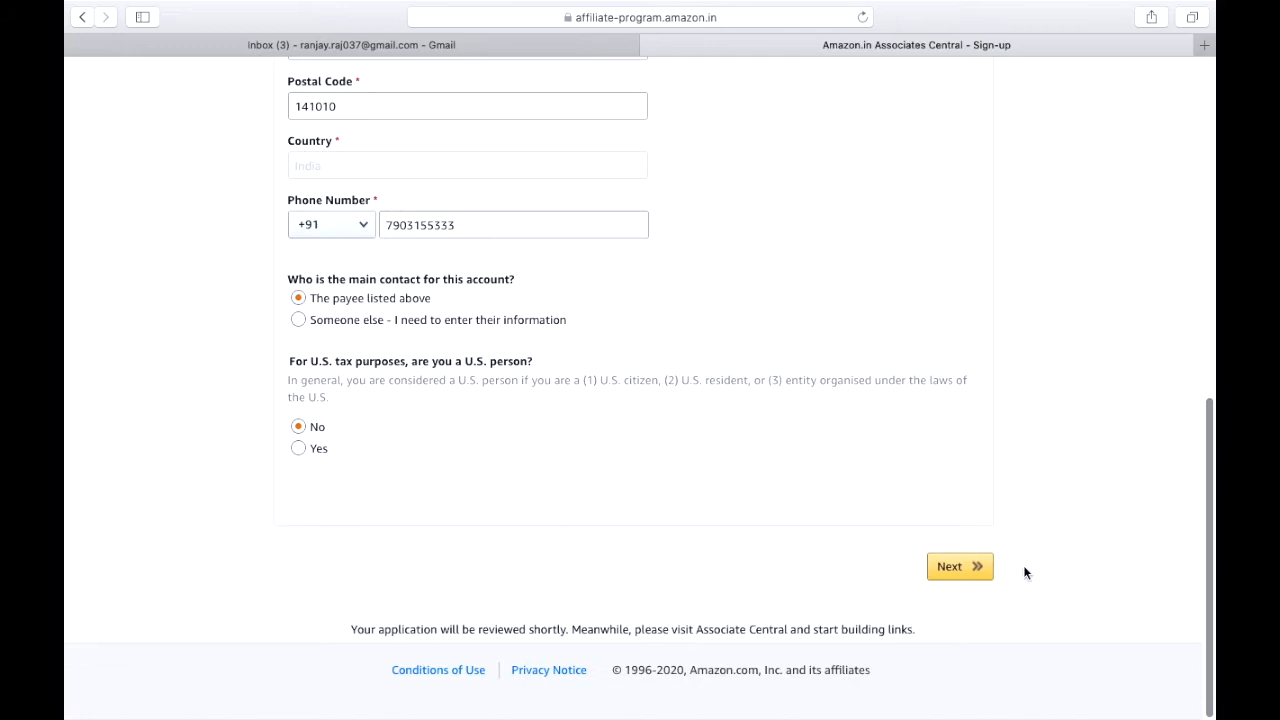 affiliate-program.amazon.in
Inbox (3) - ranjay.raj037@gmail.com - Gmail
Amazon.in Associates Central - Sign-up
Postal Code *
141010
Country *
India
Phone Number *
+91
7903155333
Who is the main contact for this account?
The payee listed above
Someone else - I need to enter their information
For U.S. tax purposes, are you a U.S. person?
In general, you are considered a U.S. person if you are a (1) U.S. citizen, (2) U.S. resident, or (3) entity organised under the laws of
the U.S.
No
Yes
Next
Your application will be reviewed shortly. Meanwhile, please visit Associate Central and start building links.
Conditions of Use
Privacy Notice
© 1996-2020, Amazon.com, Inc. and its affiliates